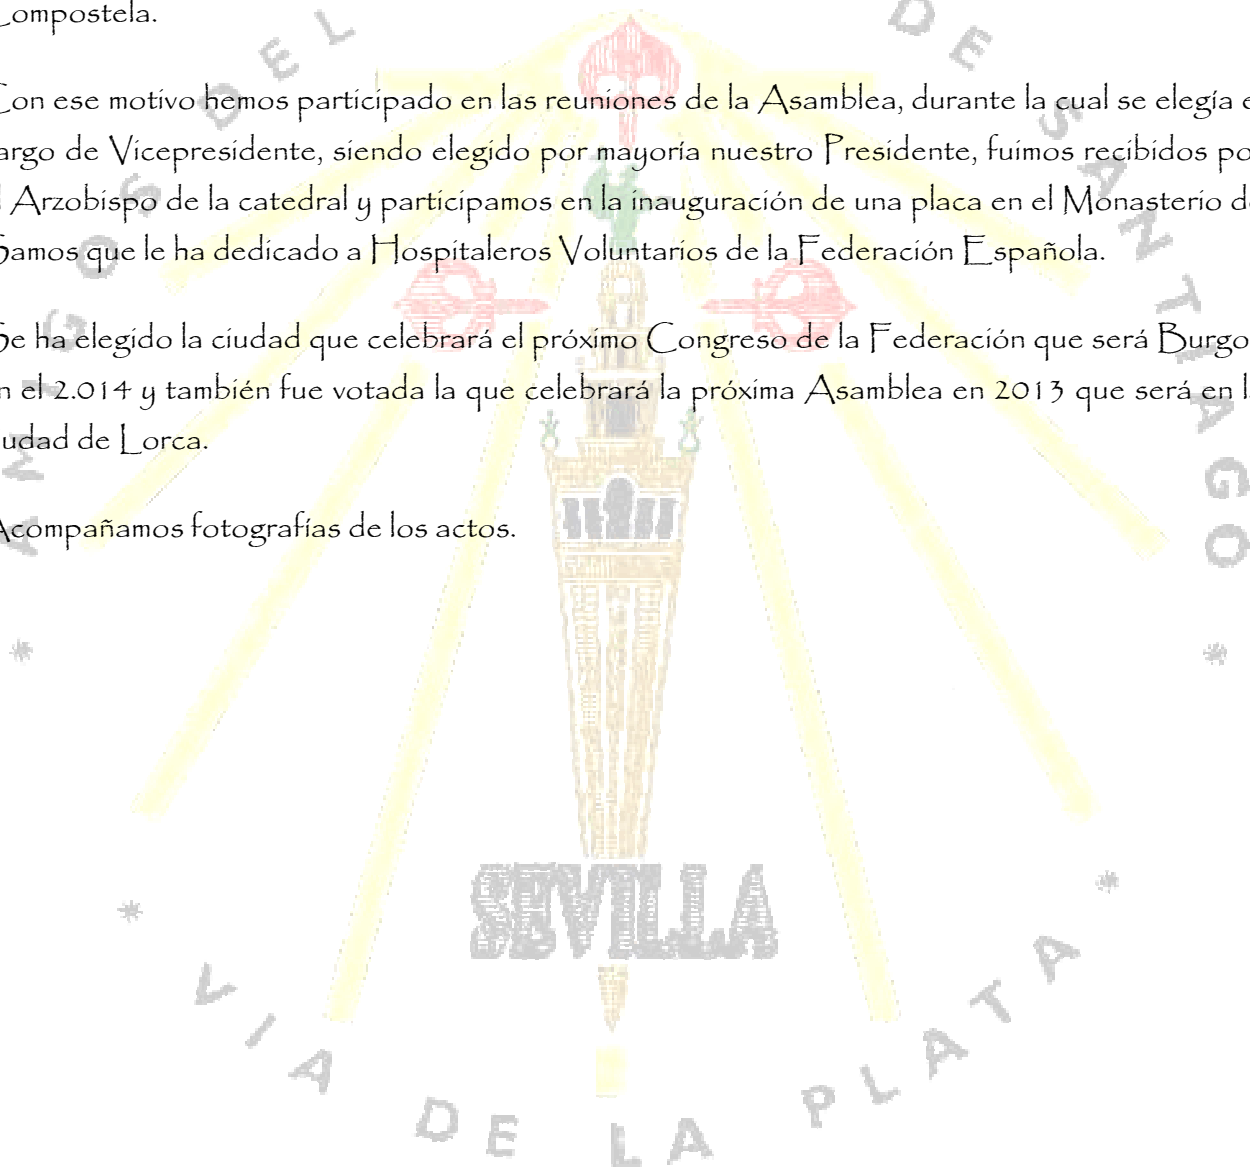 ompostela.
on ese motivo hemos participado en las reuniones de la Asamblea, durante la cual se elegía e
argo de Vicepresidente, siendo elegido por mayoría nuestro Presidente, fuimos recibidos po
l Arzobispo de la catedral y participamos en la inauguración de una placa en el Monasterio d
Samos que le ha dedicado a Hospitaleros Voluntarios de la Federación Española.
Se ha elegido la ciudad que celebrará el próximo Congreso de la Federación que será Burgo
n el 2.014 y también fue votada la que celebrará la próxima Asamblea en 2013 que será en l
udad de Lorca.
Acompañamos fotografías de los actos.
AMIGOS DEL
DE SANTIAGO
SEVILLA
* VIA DE LA PLATA *